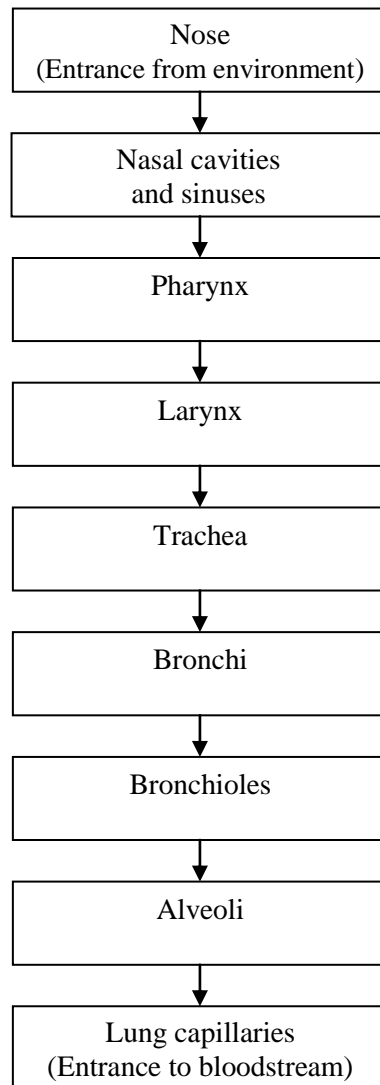 Nose
(Entrance from environment)
Nasal cavities
and sinuses
Pharynx
Larynx
Trachea
Bronchi
Bronchioles
Alveoli
Lung capillaries
(Entrance to bloodstream)